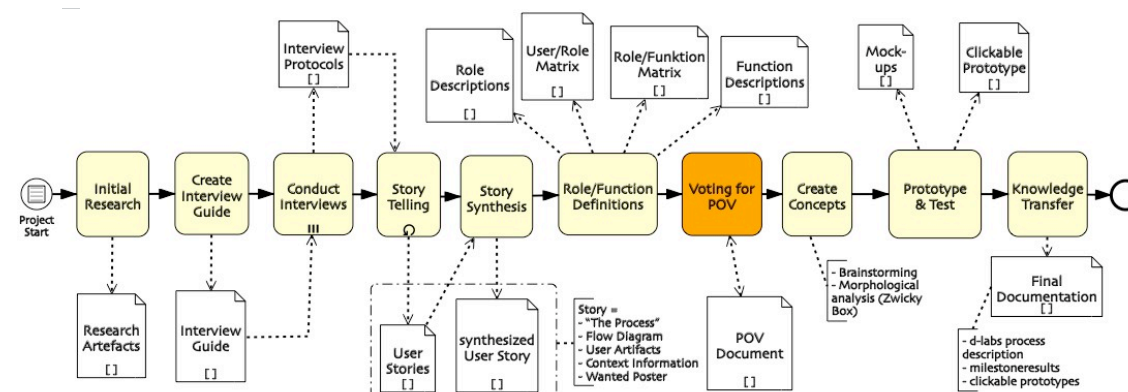 Interview
Protocols
[ ]
Role
Descriptions
[ ]
User/Role
Matrix
[ ]
Role/Funktion
Matrix
[ ]
Function
Descriptions
[ ]
Mock-
ups
[ ]
Clickable
Prototype
[ ]
Project
Start
Initial
Research
Create
Interview
Guide
Conduct
Interviews
Story
Telling
Story
Synthesis
Role/Function
Definitions
Voting for
POV
Create
Concepts
Prototype
& Test
Knowledge
Transfer
Research
Artefacts
[ ]
Interview
Guide
[ ]
User
Stories
[ ]
synthesized
User Story
[ ]
Story =
- "The Process"
- Flow Diagram
- User Artifacts
- Context Information
- Wanted Poster
POV
Document
[ ]
- Brainstorming
- Morphological
analysis (Zwicky
Box)
Final
Documentation
[ ]
- d-labs process
description
- milestoneresults
- clickable prototypes